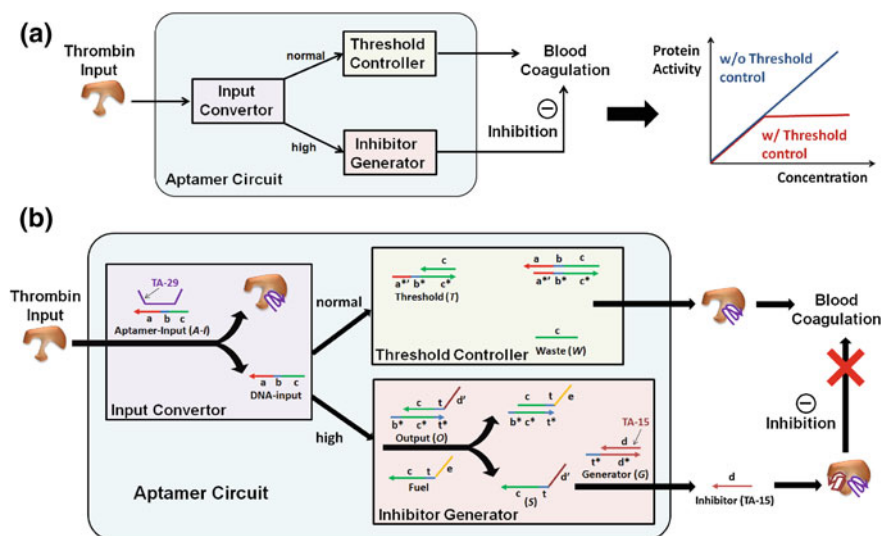 (a)
Thrombin
Input
Input
Convertor
normal
high
Threshold
Controller
Inhibitor
Generator
Aptamer Circuit
Blood
Coagulation
⊖
Inhibition
Protein
Activity
w/o Threshold
control
w/ Threshold
control
Concentration
(b)
Thrombin
Input
TA-29
a b c
Aptamer-Input (A-I)
a b c
DNA-input
Input Convertor
normal
high
c
a*' b* c*
Threshold (T)
a b c
a*' b* c*
c
Waste (W)
Threshold Controller
c t d'
b* c* t*
Output (O)
c t e
Fuel
c t e
b* c* t*
c t d'
(S)
TA-15
d
t* d*
Generator (G)
Inhibitor Generator
Aptamer Circuit
d
Inhibitor (TA-15)
Blood
Coagulation
⊖
Inhibition